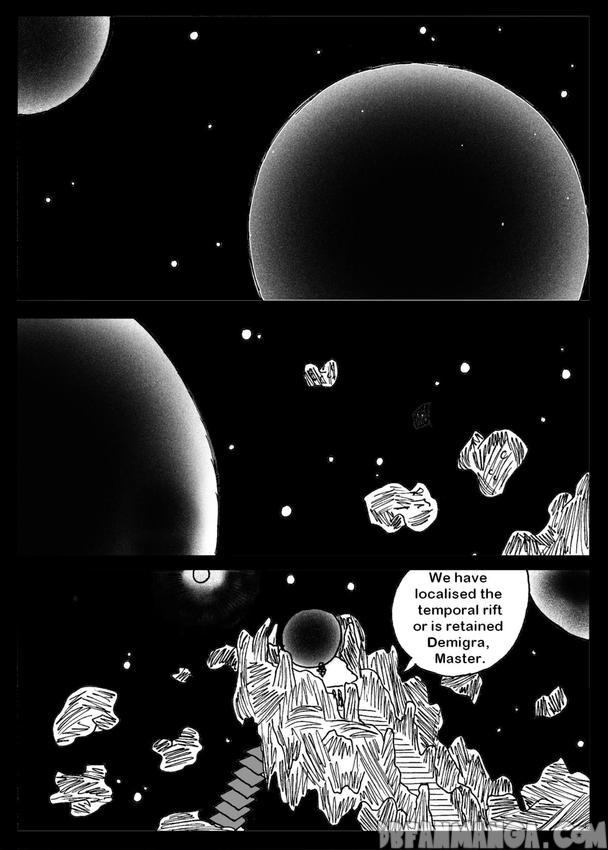 We have
localised the
temporal rift
or is retained
Demigra,
Master.
DBFANMANGA.COM